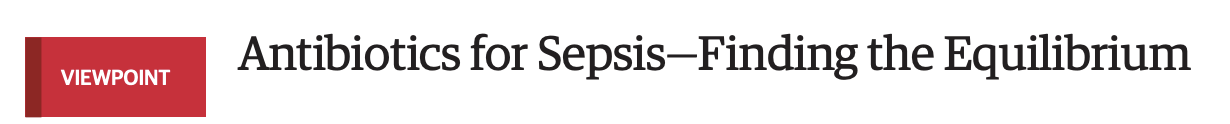 VIEWPOINT
Antibiotics for Sepsis—Finding the Equilibrium